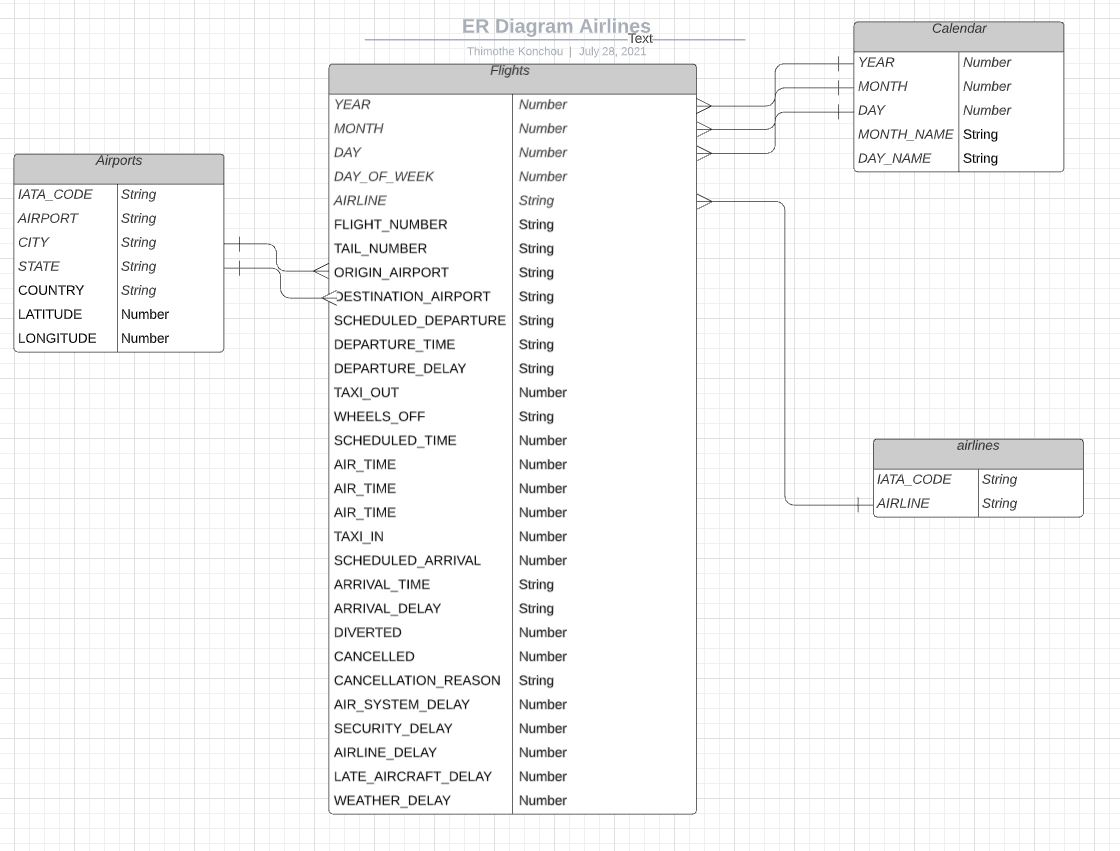 ER Diagram Airlines
Text
Thimothe Konchou | July 28, 2021
Flights
YEAR Number
MONTH Number
DAY Number
DAY_OF_WEEK Number
AIRLINE String
FLIGHT_NUMBER String
TAIL_NUMBER String
ORIGIN_AIRPORT String
DESTINATION_AIRPORT String
SCHEDULED_DEPARTURE String
DEPARTURE_TIME String
DEPARTURE_DELAY String
TAXI_OUT Number
WHEELS_OFF String
SCHEDULED_TIME Number
AIR_TIME Number
AIR_TIME Number
AIR_TIME Number
TAXI_IN Number
SCHEDULED_ARRIVAL Number
ARRIVAL_TIME String
ARRIVAL_DELAY String
DIVERTED Number
CANCELLED Number
CANCELLATION_REASON String
AIR_SYSTEM_DELAY Number
SECURITY_DELAY Number
AIRLINE_DELAY Number
LATE_AIRCRAFT_DELAY Number
WEATHER_DELAY Number
Airports
IATA_CODE String
AIRPORT String
CITY String
STATE String
COUNTRY String
LATITUDE Number
LONGITUDE Number
Calendar
YEAR Number
MONTH Number
DAY Number
MONTH_NAME String
DAY_NAME String
airlines
IATA_CODE String
AIRLINE String